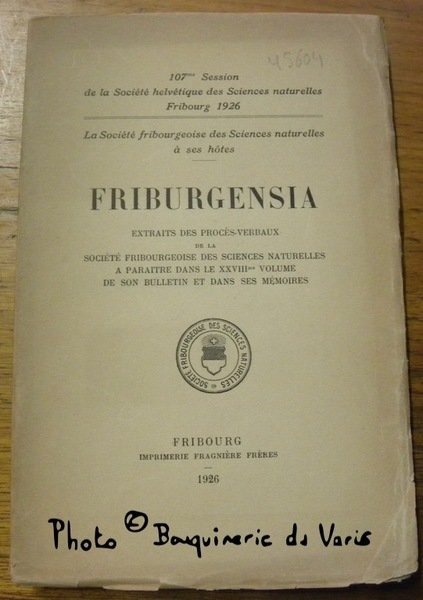 45604
107me Session
de la Société helvétique des Sciences naturelles
Fribourg 1926
La Société fribourgeoise des Sciences naturelles
à ses hôtes
FRIBURGENSIA
EXTRAITS DES PROCÈS-VERBAUX
DE LA
SOCIÉTÉ FRIBOURGEOISE DES SCIENCES NATURELLES
A PARAITRE DANS LE XXVIIIme VOLUME
DE SON BULLETIN ET DANS SES MÉMOIRES
SOCIÉTÉ FRIBOURGEOISE DES SCIENCES NATURELLES
FRIBOURG
IMPRIMERIE FRAGNIÈRE FRÈRES
1926
Photo © Bouquinerie du Varis